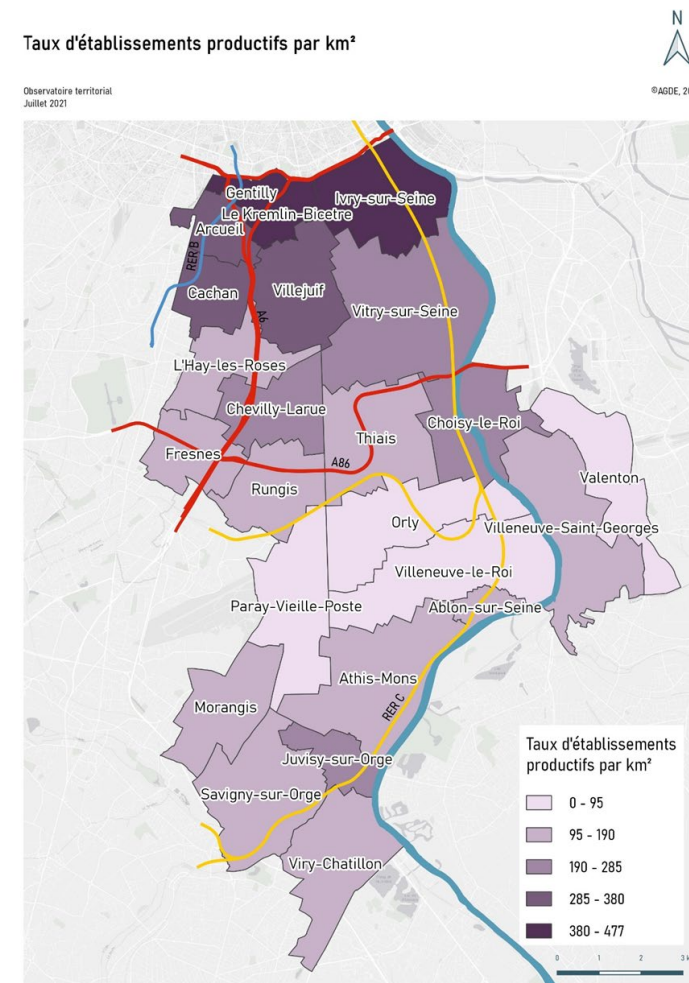 Taux d'établissements productifs par km²
N
Observatoire territorial
Juillet 2021
©AGDE, 20
Gentilly
Ivry-sur-Seine
Le Kremlin-Bicetre
Arcueil
RER B
Cachan
Villejuif
A6
Vitry-sur-Seine
L'Hay-les-Roses
Chevilly-Larue
Choisy-le-Roi
Thiais
Fresnes
A86
Rungis
Valenton
Orly
Villeneuve-Saint-Georges
Villeneuve-le-Roi
Paray-Vieille-Poste
Ablon-sur-Seine
Athis-Mons
RER C
Morangis
Juvisy-sur-Orge
Savigny-sur-Orge
Viry-Chatillon
Taux d'établissements
productifs par km²
0 - 95
95 - 190
190 - 285
285 - 380
380 - 477
0 1 2 3 k